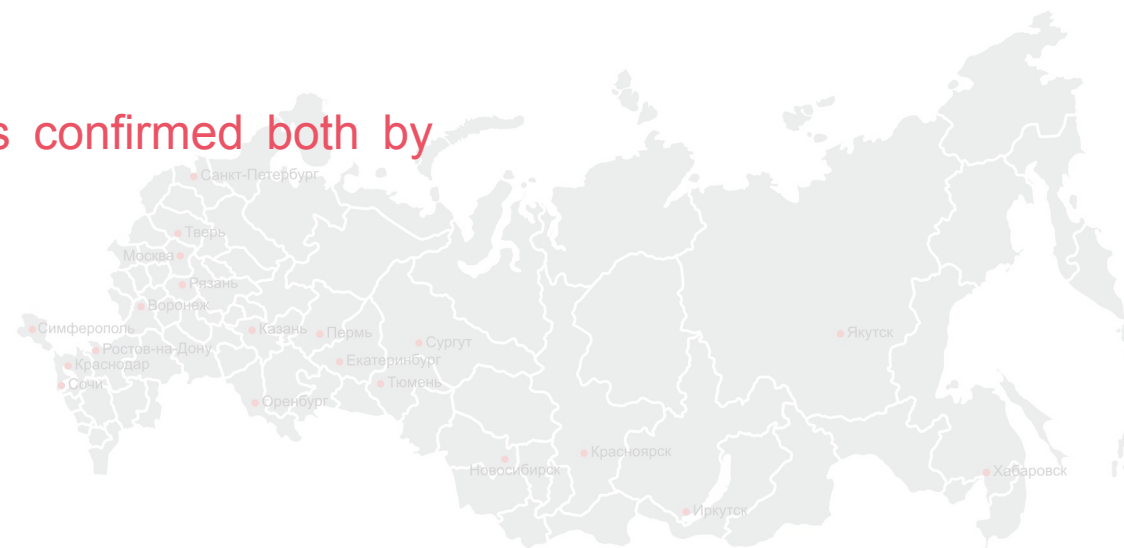 s confirmed both by
Санкт-Петербург
Тверь
Москва
Рязань
Воронеж
Симферополь
Казань
Пермь
Якутск
Сургут
Ростов-на-Дону
Екатеринбург
Краснодар
Тюмень
Сочи
Оренбург
Красноярск
Новосибирск
Хабаровск
Иркутск